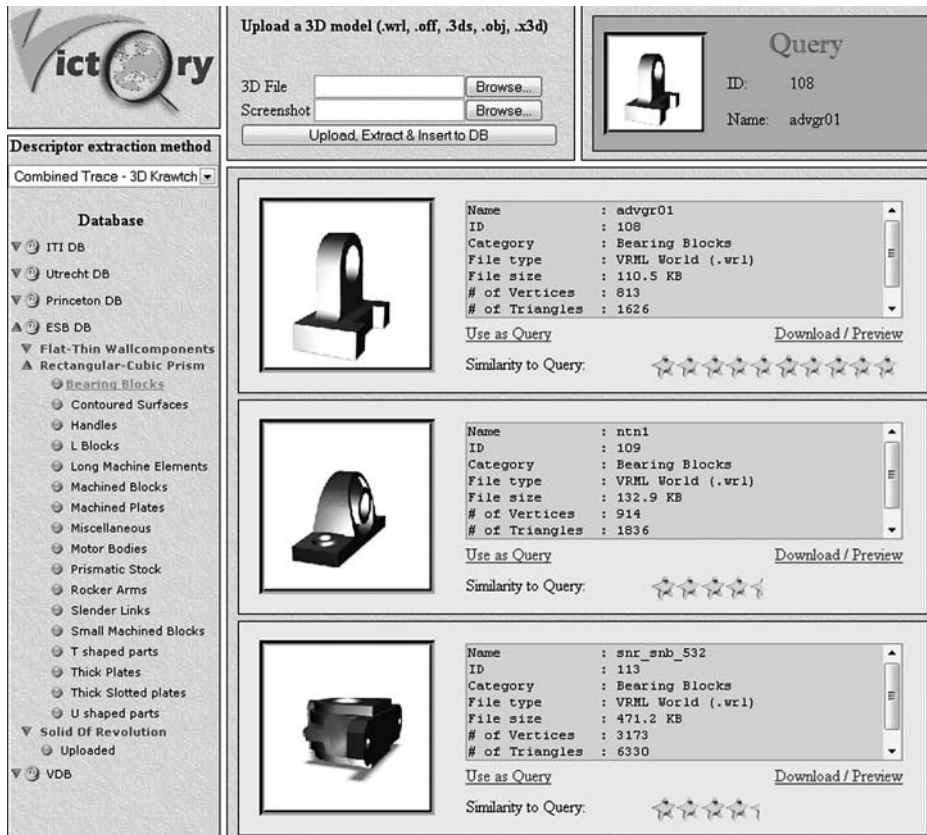 Victory
Upload a 3D model (.wrl, .off, .3ds, .obj, .x3d)
3D File Browse...
Screenshot Browse...
Upload, Extract & Insert to DB
Query
ID: 108
Name: advgr01
Descriptor extraction method
Combined Trace - 3D Krawtch
Database
ITI DB
Utrecht DB
Princeton DB
ESB DB
Flat-Thin Wallcomponents
Rectangular-Cubic Prism
Bearing Blocks
Contoured Surfaces
Handles
L Blocks
Long Machine Elements
Machined Blocks
Machined Plates
Miscellaneous
Motor Bodies
Prismatic Stock
Rocker Arms
Slender Links
Small Machined Blocks
T shaped parts
Thick Plates
Thick Slotted plates
U shaped parts
Solid Of Revolution
Uploaded
VDB
Name : advgr01
ID : 108
Category : Bearing Blocks
File type : VRML World (.wrl)
File size : 110.5 KB
# of Vertices : 813
# of Triangles : 1626
Use as Query Download / Preview
Similarity to Query:
Name : ntn1
ID : 109
Category : Bearing Blocks
File type : VRML World (.wrl)
File size : 132.9 KB
# of Vertices : 914
# of Triangles : 1836
Use as Query Download / Preview
Similarity to Query:
Name : snr_snb_532
ID : 113
Category : Bearing Blocks
File type : VRML World (.wrl)
File size : 471.2 KB
# of Vertices : 3173
# of Triangles : 6330
Use as Query Download / Preview
Similarity to Query: